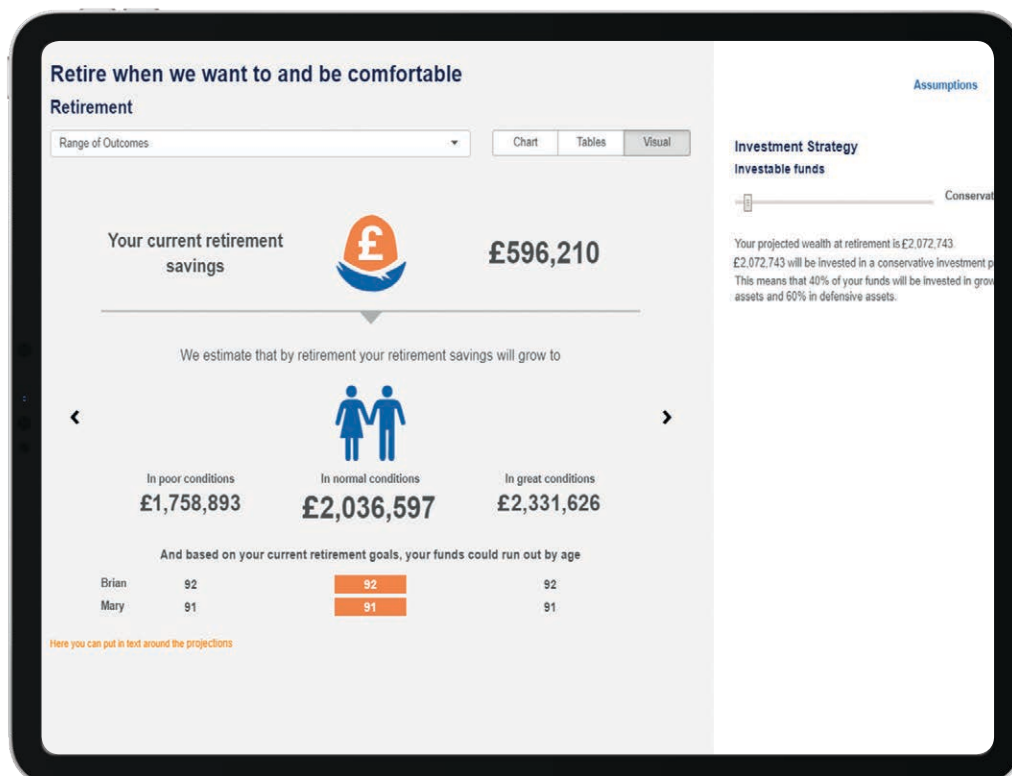 Retire when we want to and be comfortable
Retirement
Range of Outcomes
Chart
Tables
Visual
Your current retirement
savings
£
£596,210
We estimate that by retirement your retirement savings will grow to
In poor conditions
£1,758,893
In normal conditions
£2,036,597
In great conditions
£2,331,626
And based on your current retirement goals, your funds could run out by age
Brian 92 92 92
Mary 91 91 91
Here you can put in text around the projections
Assumptions
Investment Strategy
Investable funds
Conservat
Your projected wealth at retirement is £2,072,743
£2,072,743 will be invested in a conservative investment p
This means that 40% of your funds will be invested in grow
assets and 60% in defensive assets.